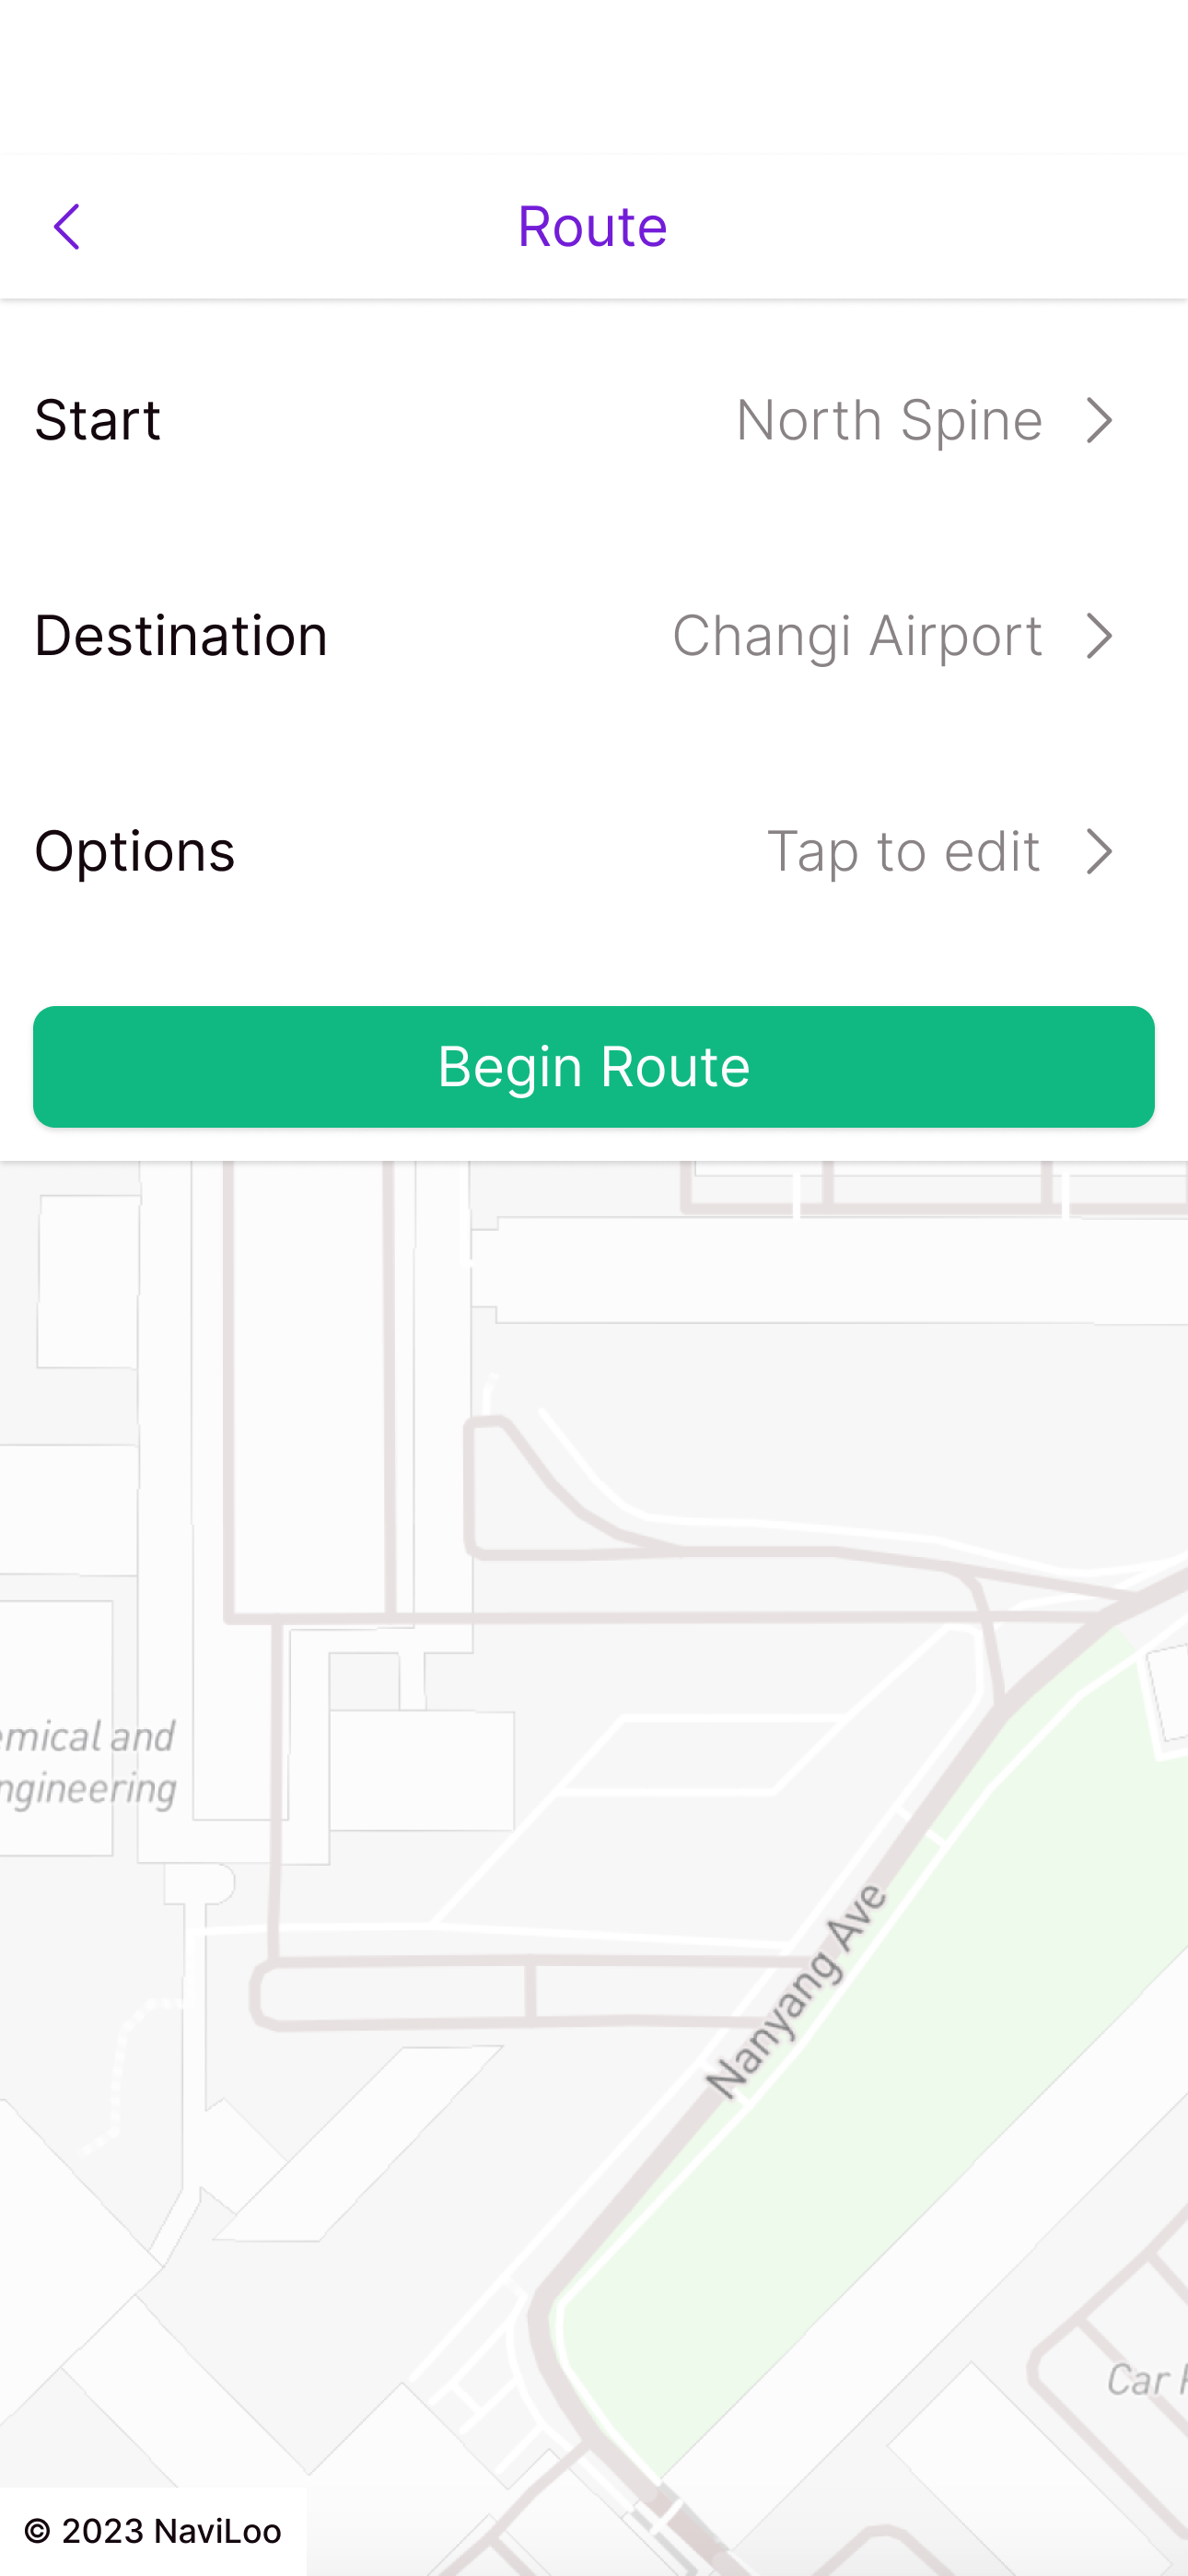 Route
Start
North Spine
Destination
Changi Airport
Options
Tap to edit
Begin Route
emical and
ngineering
Nanyang Ave
Car
© 2023 NaviLoo